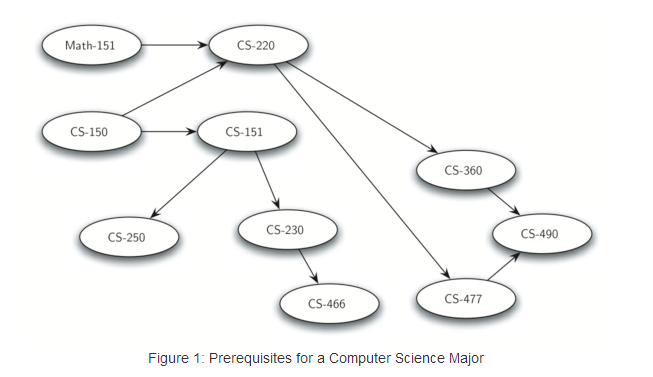 Math-151
CS-220
CS-150
CS-151
CS-360
CS-250
CS-230
CS-490
CS-466
CS-477
Figure 1: Prerequisites for a Computer Science Major